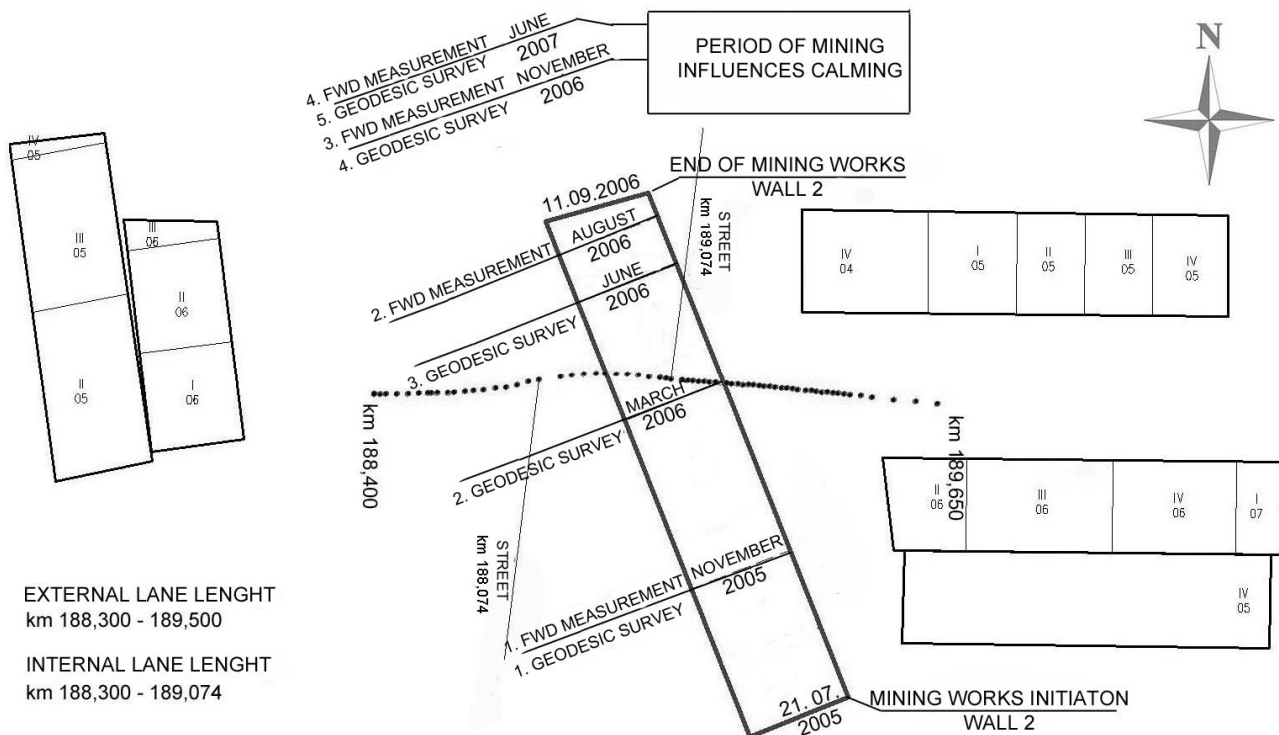 4. FWD MEASUREMENT JUNE
5. GEODESIC SURVEY 2007
3. FWD MEASUREMENT NOVEMBER
4. GEODESIC SURVEY 2006
PERIOD OF MINING
INFLUENCES CALMING
N
IV
05
III
05
II
05
III
06
II
06
I
06
END OF MINING WORKS
WALL 2
11.09.2006
2. FWD MEASUREMENT AUGUST
2006
3. GEODESIC SURVEY JUNE
2006
STREET
km 189,074
IV
04
I
05
II
05
III
05
IV
05
km 188,400
2. GEODESIC SURVEY MARCH
2006
km 189,650
STREET
km 188,074
II
06
III
06
IV
06
I
07
IV
05
1. FWD MEASUREMENT NOVEMBER
1. GEODESIC SURVEY 2005
EXTERNAL LANE LENGHT
km 188,300 - 189,500
INTERNAL LANE LENGHT
km 188,300 - 189,074
21. 07.
2005
MINING WORKS INITIATON
WALL 2